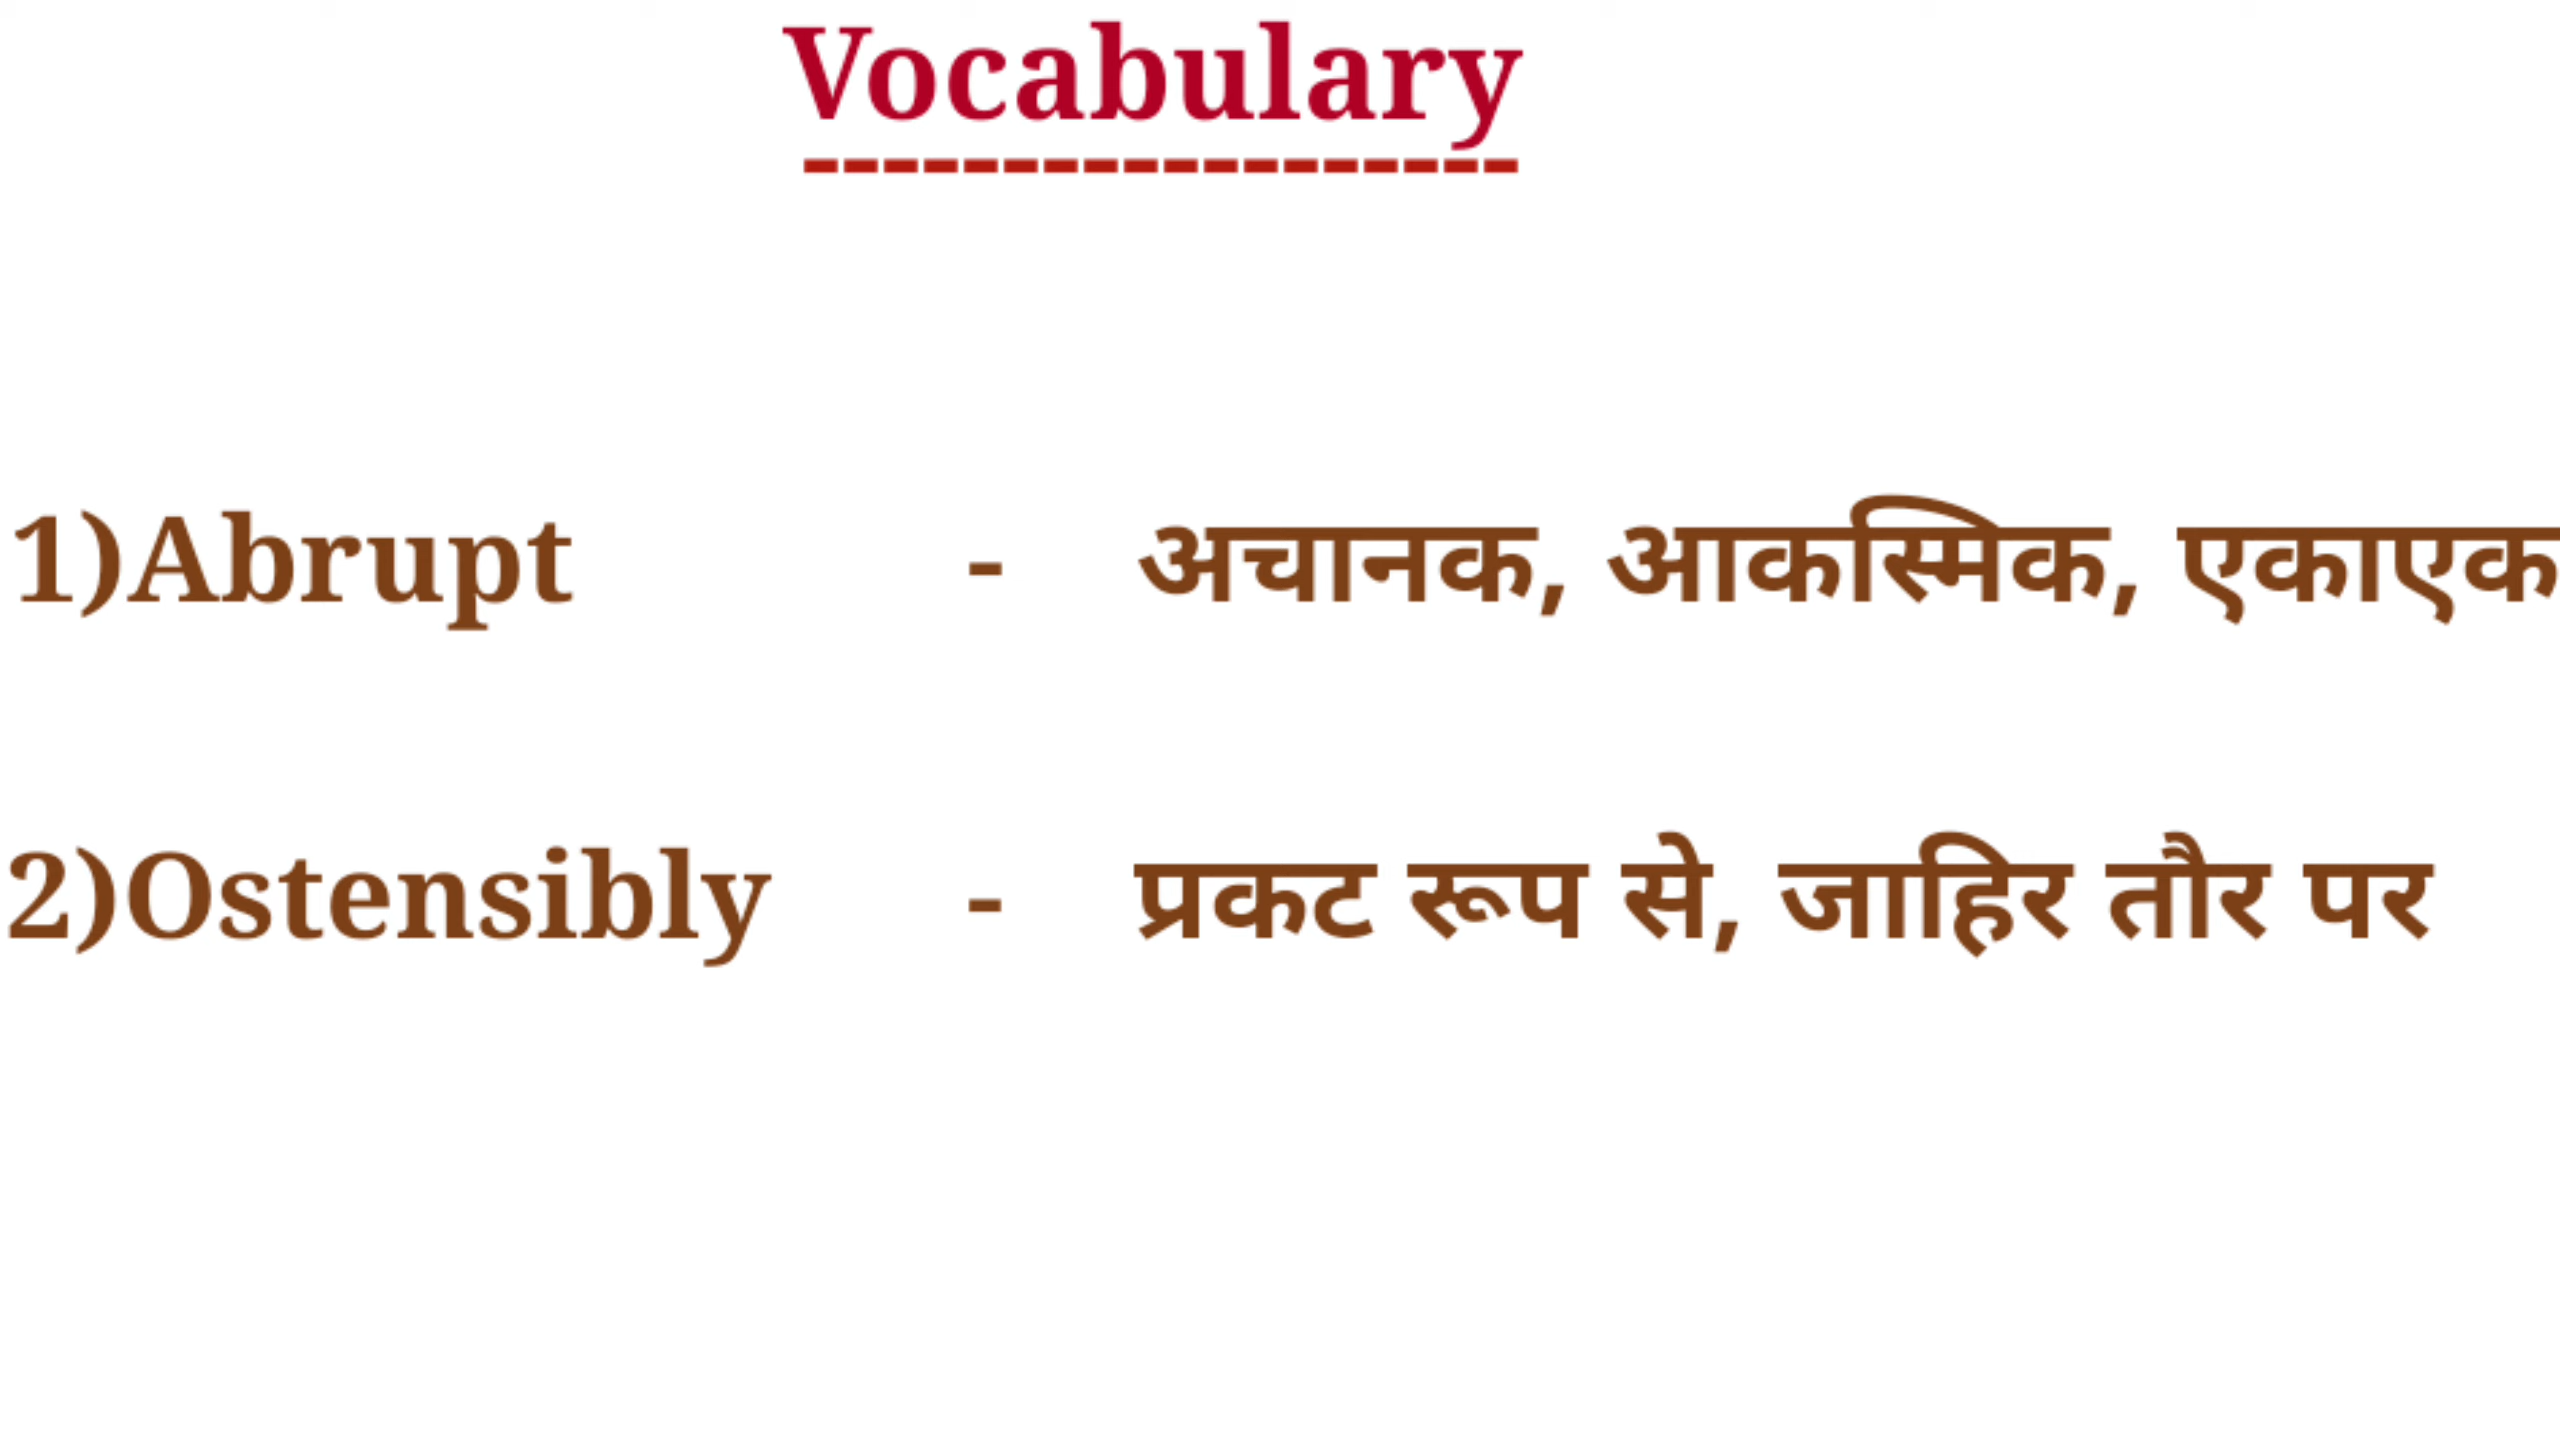 Vocabulary
------------------
1)Abrupt - अचानक, आकस्मिक, एकाएक
2)Ostensibly - प्रकट रूप से, जाहिर तौर पर